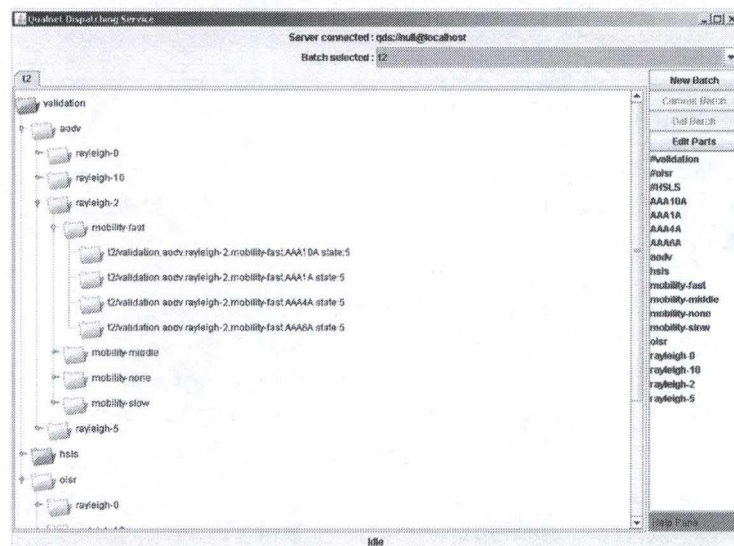 Qualnet Dispatching Service
Server connected : qds://null@localhost
Batch selected : t2
t2
validation
aodv
rayleigh-0
rayleigh-10
rayleigh-2
mobility-fast
t2/validation.aodv.rayleigh-2.mobility-fast.AAA10A state:5
t2/validation.aodv.rayleigh-2.mobility-fast.AAA1A state:5
t2/validation.aodv.rayleigh-2.mobility-fast.AAA4A state:5
t2/validation.aodv.rayleigh-2.mobility-fast.AAA6A state:5
mobility-middle
mobility-none
mobility-slow
rayleigh-5
hsls
olsr
rayleigh-0
New Batch
Batch
Del Batch
Edit Parts
#validation
#olsr
#HSLS
AAA10A
AAA1A
AAA4A
AAA6A
aodv
hsls
mobility-fast
mobility-middle
mobility-none
mobility-slow
olsr
rayleigh-0
rayleigh-10
rayleigh-2
rayleigh-5
Help Pane
Idle